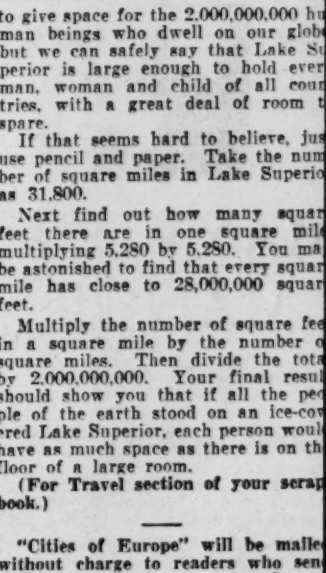 to give space for the 2.000,000,000 hu
man beings who dwell on our glob
but we can safely say that Lake Su
perior is large enough to hold ever
man, woman and child of all coun
tries, with a great deal of room t
spare.
If that seems hard to believe, jus
use pencil and paper. Take the num
ber of square miles in Lake Superio
as 31,800.
Next find out how many squar
feet there are in one square mile
multiplying 5,280 by 5,280. You ma
be astonished to find that every squar
mile has close to 28,000,000 squar
feet.
Multiply the number of square fee
in a square mile by the number o
square miles. Then divide the tota
by 2.000,000,000. Your final resul
should show you that if all the peo
ple of the earth stood on an ice-cov
ered Lake Superior, each person woul
have as much space as there is on th
floor of a large room.
(For Travel section of your scrap
book.)
"Cities of Europe" will be maile
without charge to readers who sen